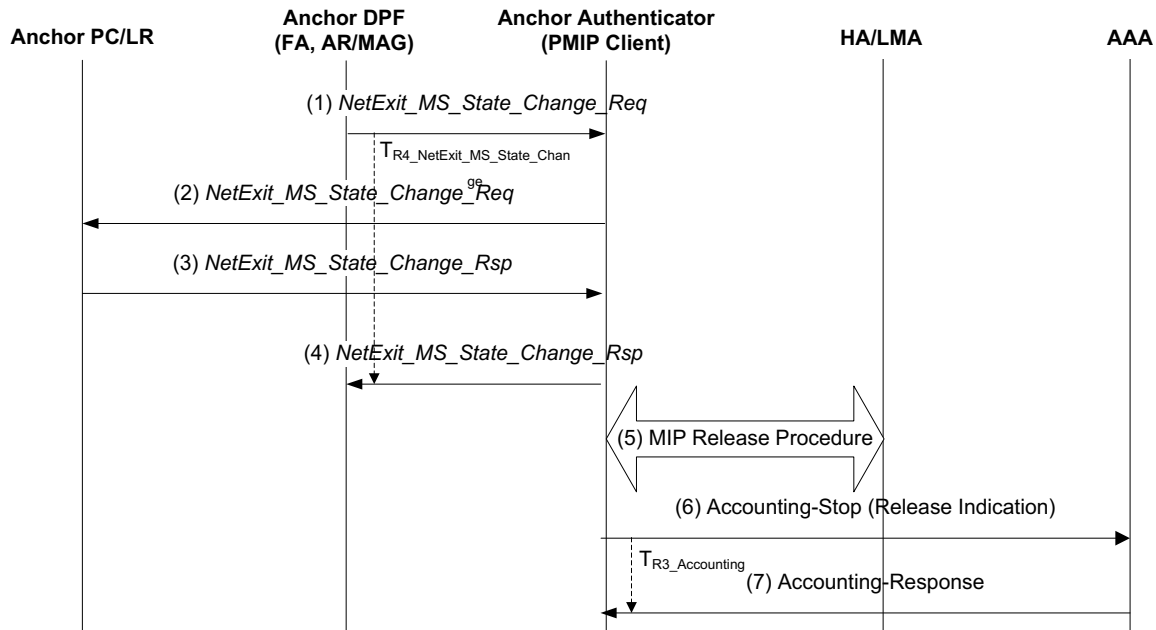 Anchor PC/LR
Anchor DPF
(FA, AR/MAG)
Anchor Authenticator
(PMIP Client)
HA/LMA
AAA
(1) NetExit_MS_State_Change_Req
TR4_NetExit_MS_State_Chan
ge
(2) NetExit_MS_State_Change_Req
(3) NetExit_MS_State_Change_Rsp
(4) NetExit_MS_State_Change_Rsp
(5) MIP Release Procedure
(6) Accounting-Stop (Release Indication)
TR3_Accounting
(7) Accounting-Response